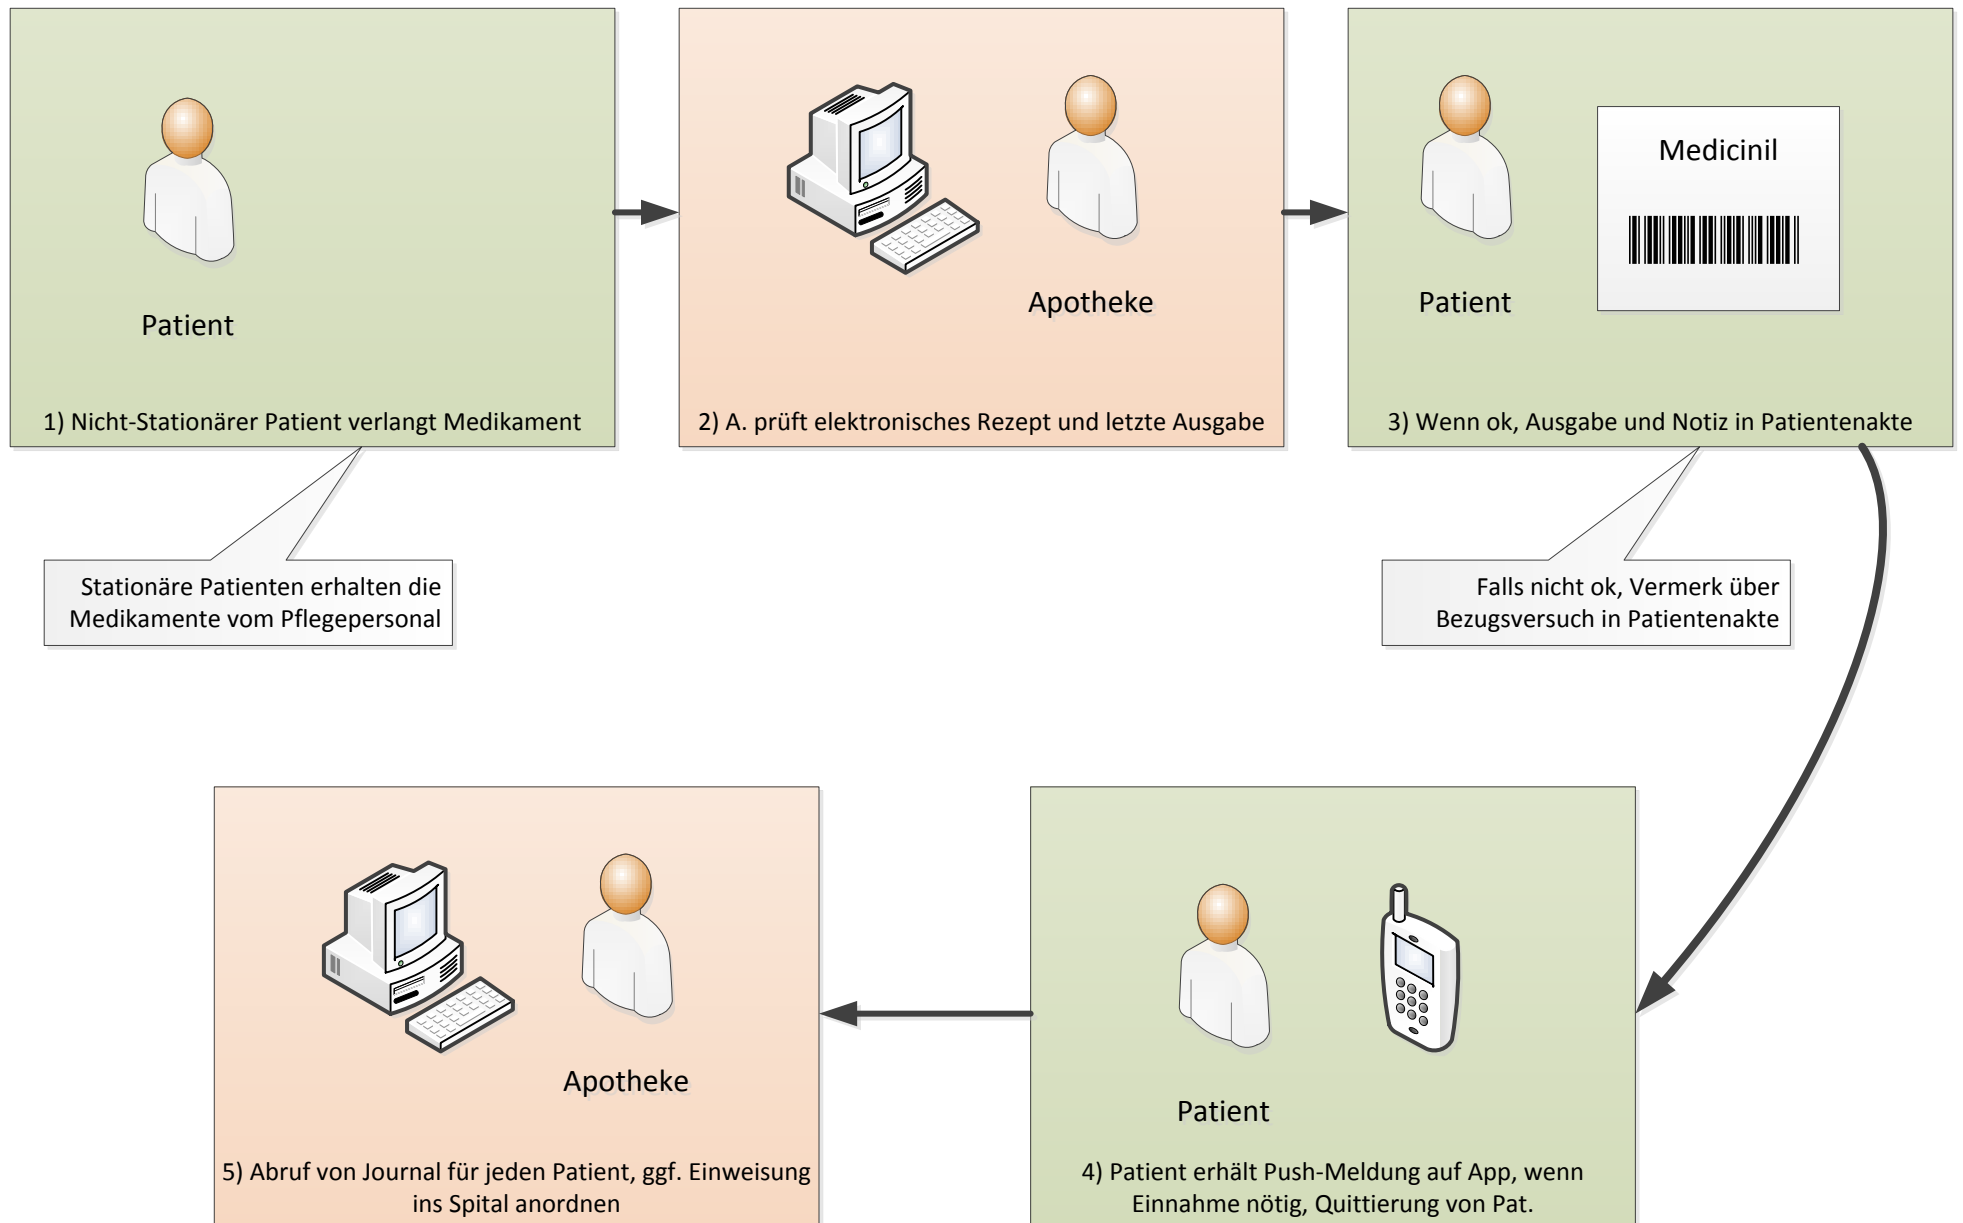 Patient
1) Nicht-Stationärer Patient verlangt Medikament
Apotheke
2) A. prüft elektronisches Rezept und letzte Ausgabe
Patient
Medicinil
3) Wenn ok, Ausgabe und Notiz in Patientenakte
Stationäre Patienten erhalten die
Medikamente vom Pflegepersonal
Falls nicht ok, Vermerk über
Bezugsversuch in Patientenakte
Patient
4) Patient erhält Push-Meldung auf App, wenn
Einnahme nötig, Quittierung von Pat.
Apotheke
5) Abruf von Journal für jeden Patient, ggf. Einweisung
ins Spital anordnen